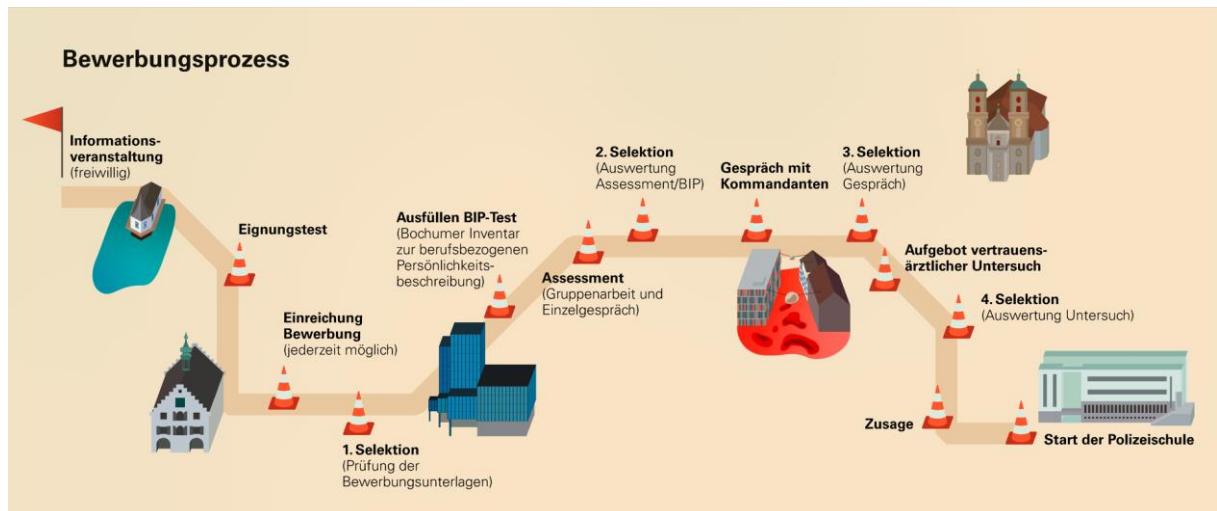 Bewerbungsprozess
Informations-
veranstaltung
(freiwillig)
Eignungstest
Einreichung
Bewerbung
(jederzeit möglich)
1. Selektion
(Prüfung der
Bewerbungsunterlagen)
Ausfüllen BIP-Test
(Bochumer Inventar
zur berufsbezogenen
Persönlichkeits-
beschreibung)
Assessment
(Gruppenarbeit und
Einzelgespräch)
2. Selektion
(Auswertung
Assessment/BIP)
Gespräch mit
Kommandanten
3. Selektion
(Auswertung
Gespräch)
Aufgebot vertrauens-
ärztlicher Untersuch
4. Selektion
(Auswertung Untersuch)
Zusage
Start der Polizeischule